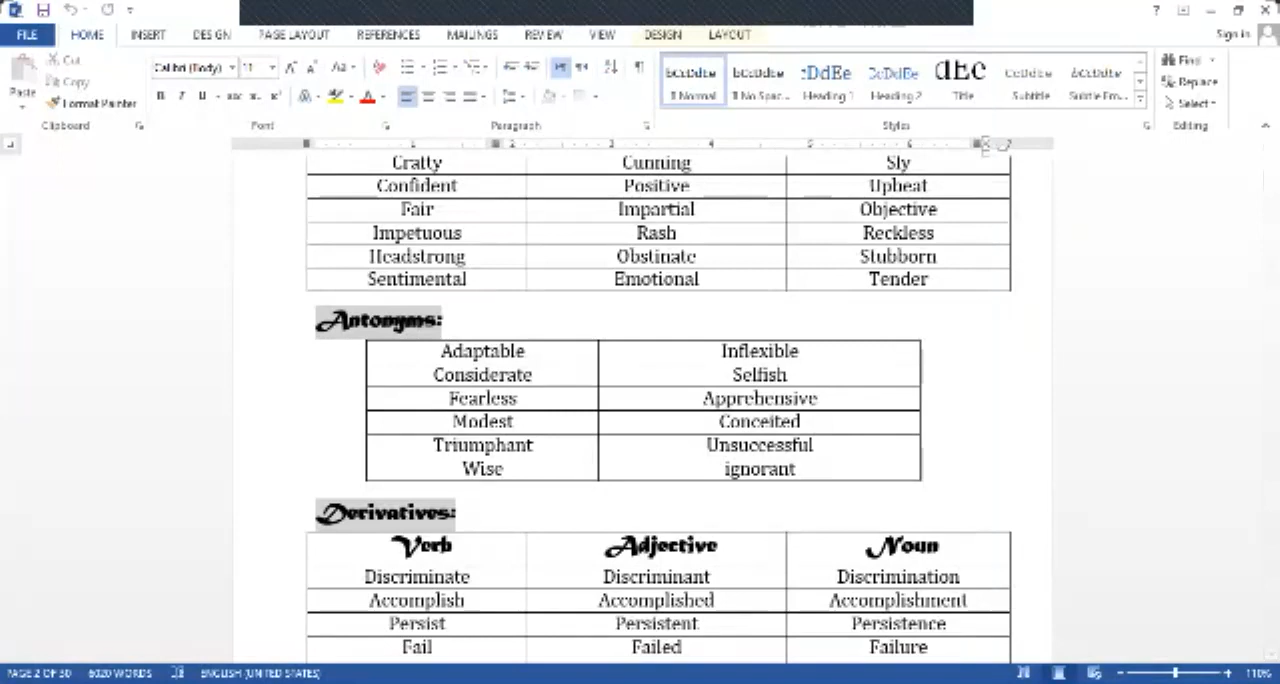 FILE HOME INSERT DESIGN PAGE LAYOUT REFERENCES MAILINGS REVIEW VIEW DESIGN LAYOUT Sign in
Cut
Copy
Paste Format Painter
Calibri (Body) 11
Normal No Spac... Heading 1 Heading 2 Title Subtitle Subtle Em...
Find
Replace
Select
Clipboard Font Paragraph Styles Editing
Crafty Cunning Sly
Confident Positive Upbeat
Fair Impartial Objective
Impetuous Rash Reckless
Headstrong Obstinate Stubborn
Sentimental Emotional Tender
Antonyms:
Adaptable Inflexible
Considerate Selfish
Fearless Apprehensive
Modest Conceited
Triumphant Unsuccessful
Wise ignorant
Derivatives:
Verb Adjective Noun
Discriminate Discriminant Discrimination
Accomplish Accomplished Accomplishment
Persist Persistent Persistence
Fail Failed Failure
PAGE 2 OF 30 6020 WORDS ENGLISH (UNITED STATES) 110%